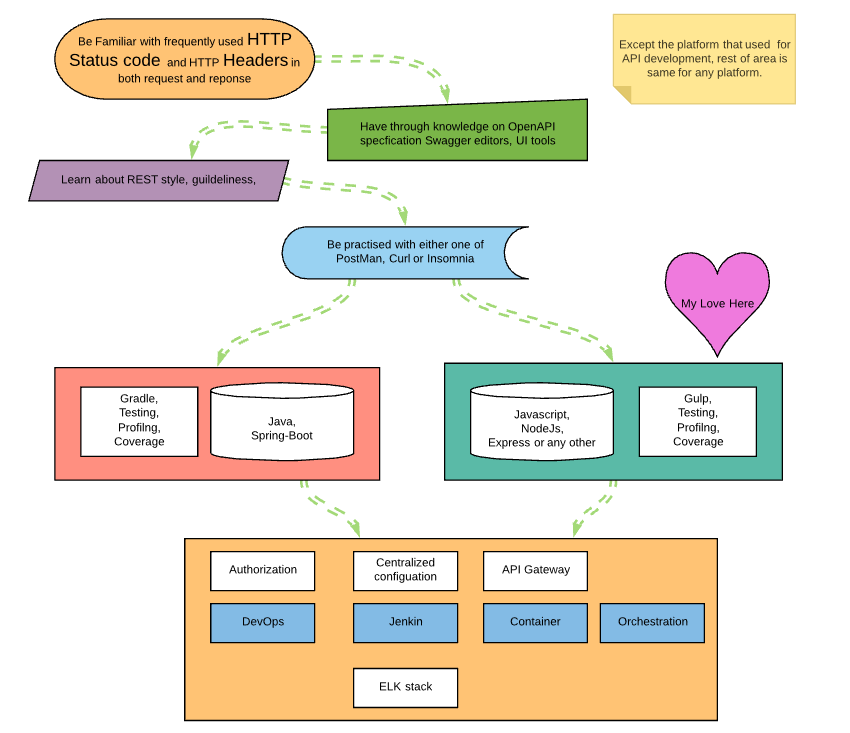 Be Familiar with frequently used HTTP
Status code and HTTP Headers in
both request and reponse
Except the platform that used for
API development, rest of area is
same for any platform.
Have through knowledge on OpenAPI
specfication Swagger editors, UI tools
Learn about REST style, guildeliness,
Be practised with either one of
PostMan, Curl or Insomnia
My Love Here
Gradle,
Testing,
Profilng,
Coverage
Java,
Spring-Boot
Javascript,
NodeJs,
Express or any other
Gulp,
Testing,
Profilng,
Coverage
Authorization
Centralized
configuation
API Gateway
DevOps
Jenkin
Container
Orchestration
ELK stack